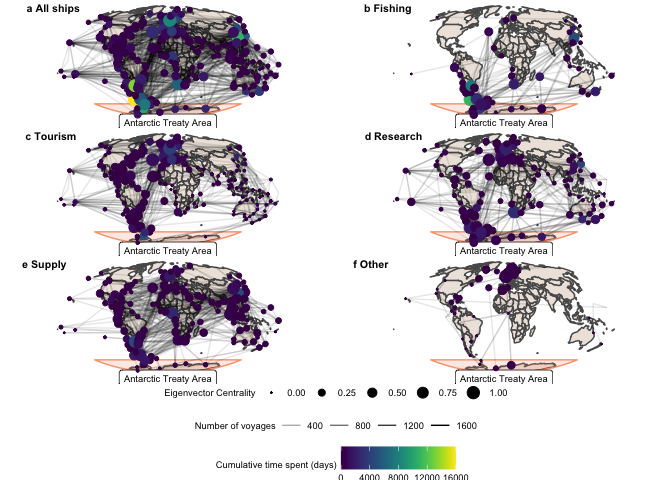 a All ships
b Fishing
Antarctic Treaty Area
Antarctic Treaty Area
c Tourism
d Research
Antarctic Treaty Area
Antarctic Treaty Area
e Supply
f Other
Antarctic Treaty Area
Antarctic Treaty Area
Eigenvector Centrality 0.00 0.25 0.50 0.75 1.00
Number of voyages 400 800 1200 1600
Cumulative time spent (days)
0 4000 8000 12000 16000